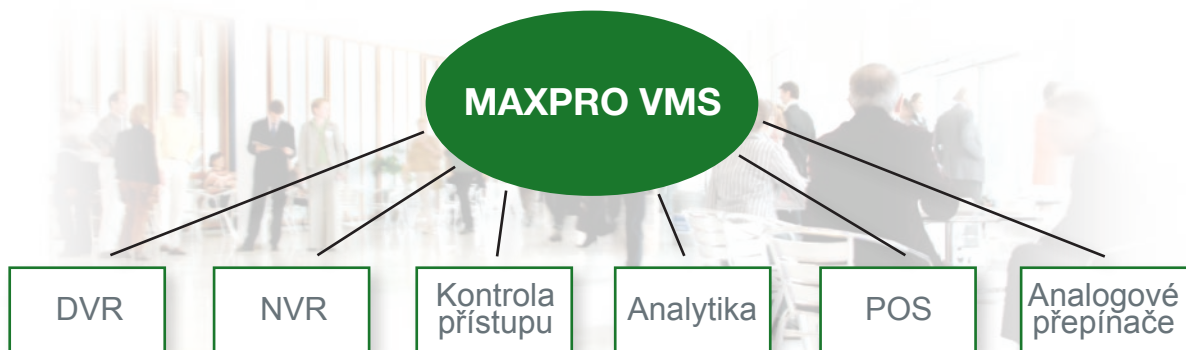 MAXPRO VMS
DVR
NVR
Kontrola
přístupu
Analytika
POS
Analogové
přepínače